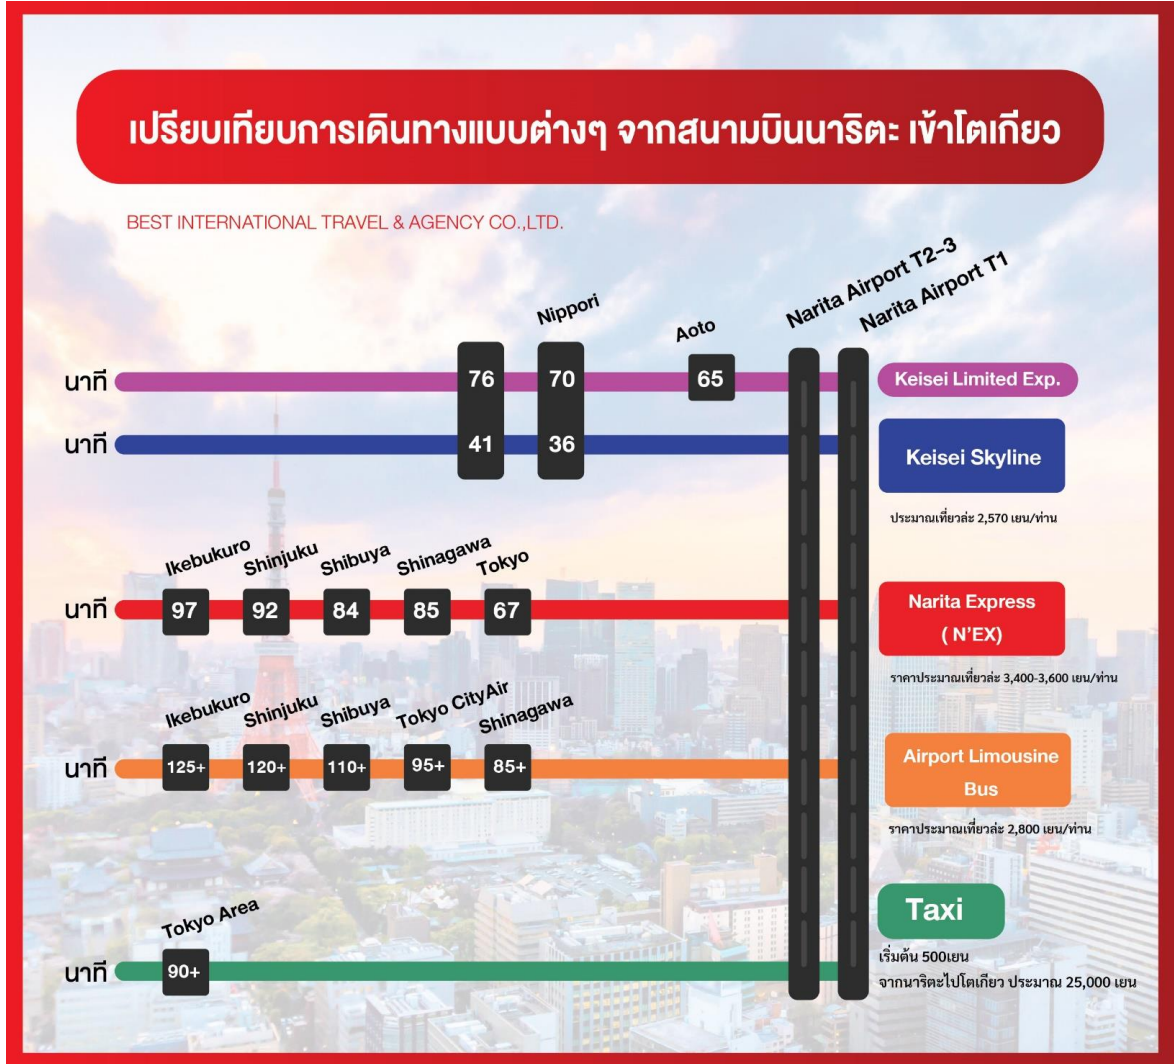 เปรียบเทียบการเดินทางแบบต่างๆ จากสนามบินนาริตะ เข้าโตเกียว
BEST INTERNATIONAL TRAVEL & AGENCY CO.,LTD.
Nippori
Aoto
Narita Airport T2-3
Narita Airport T1
นาที 76 70 65 Keisei Limited Exp.
นาที 41 36 Keisei Skyline
ประมาณเที่ยวล่ะ 2,570 เยน/ท่าน
Ikebukuro Shinjuku Shibuya Shinagawa Tokyo
นาที 97 92 84 85 67
Narita Express
( N'EX)
ราคาประมาณเที่ยวล่ะ 3,400-3,600 เยน/ท่าน
Ikebukuro Shinjuku Shibuya Tokyo CityAir Shinagawa
นาที 125+ 120+ 110+ 95+ 85+
Airport Limousine
Bus
ราคาประมาณเที่ยวล่ะ 2,800 เยน/ท่าน
Tokyo Area
นาที 90+
Taxi
เริ่มต้น 500เยน
จากนาริตะไปโตเกียว ประมาณ 25,000 เยน